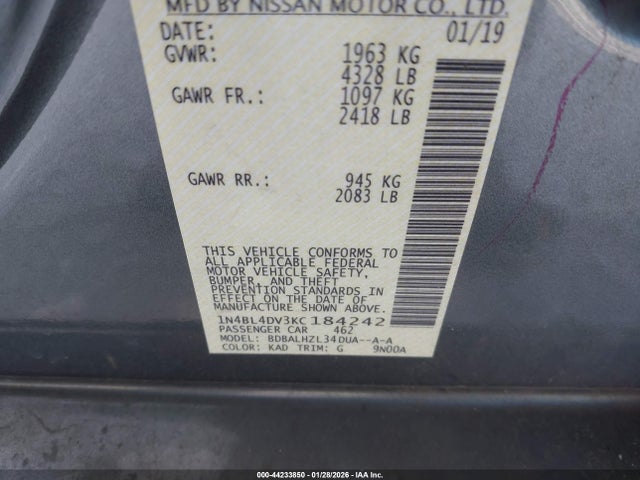 MFD BY NISSAN MOTOR CO., LTD.
DATE: 01/19
GVWR: 1963 KG
4328 LB
GAWR FR.: 1097 KG
2418 LB
GAWR RR.: 945 KG
2083 LB
THIS VEHICLE CONFORMS TO
ALL APPLICABLE FEDERAL
MOTOR VEHICLE SAFETY,
BUMPER, AND THEFT
PREVENTION STANDARDS IN
EFFECT ON THE DATE OF
MANUFACTURE SHOWN ABOVE.
1N4BL4DV3KC184242
PASSENGER CAR 462
MODEL: BDBALHZL34DUA--A-A
COLOR: KAD TRIM: G 9N00A
000-44233850 | 01/28/2026 | IAA Inc.